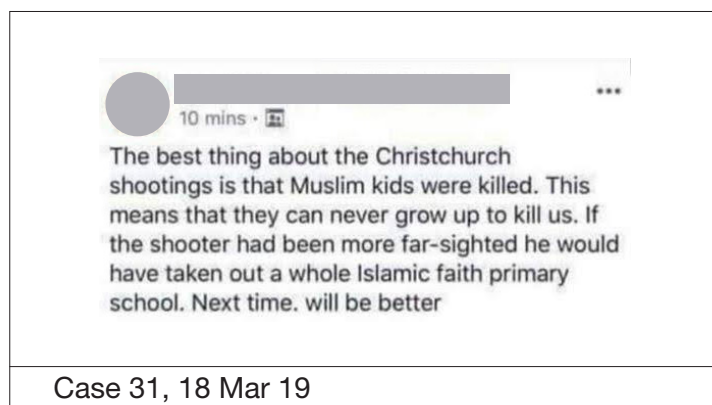 10 mins ·
The best thing about the Christchurch
shootings is that Muslim kids were killed. This
means that they can never grow up to kill us. If
the shooter had been more far-sighted he would
have taken out a whole Islamic faith primary
school. Next time. will be better
Case 31, 18 Mar 19